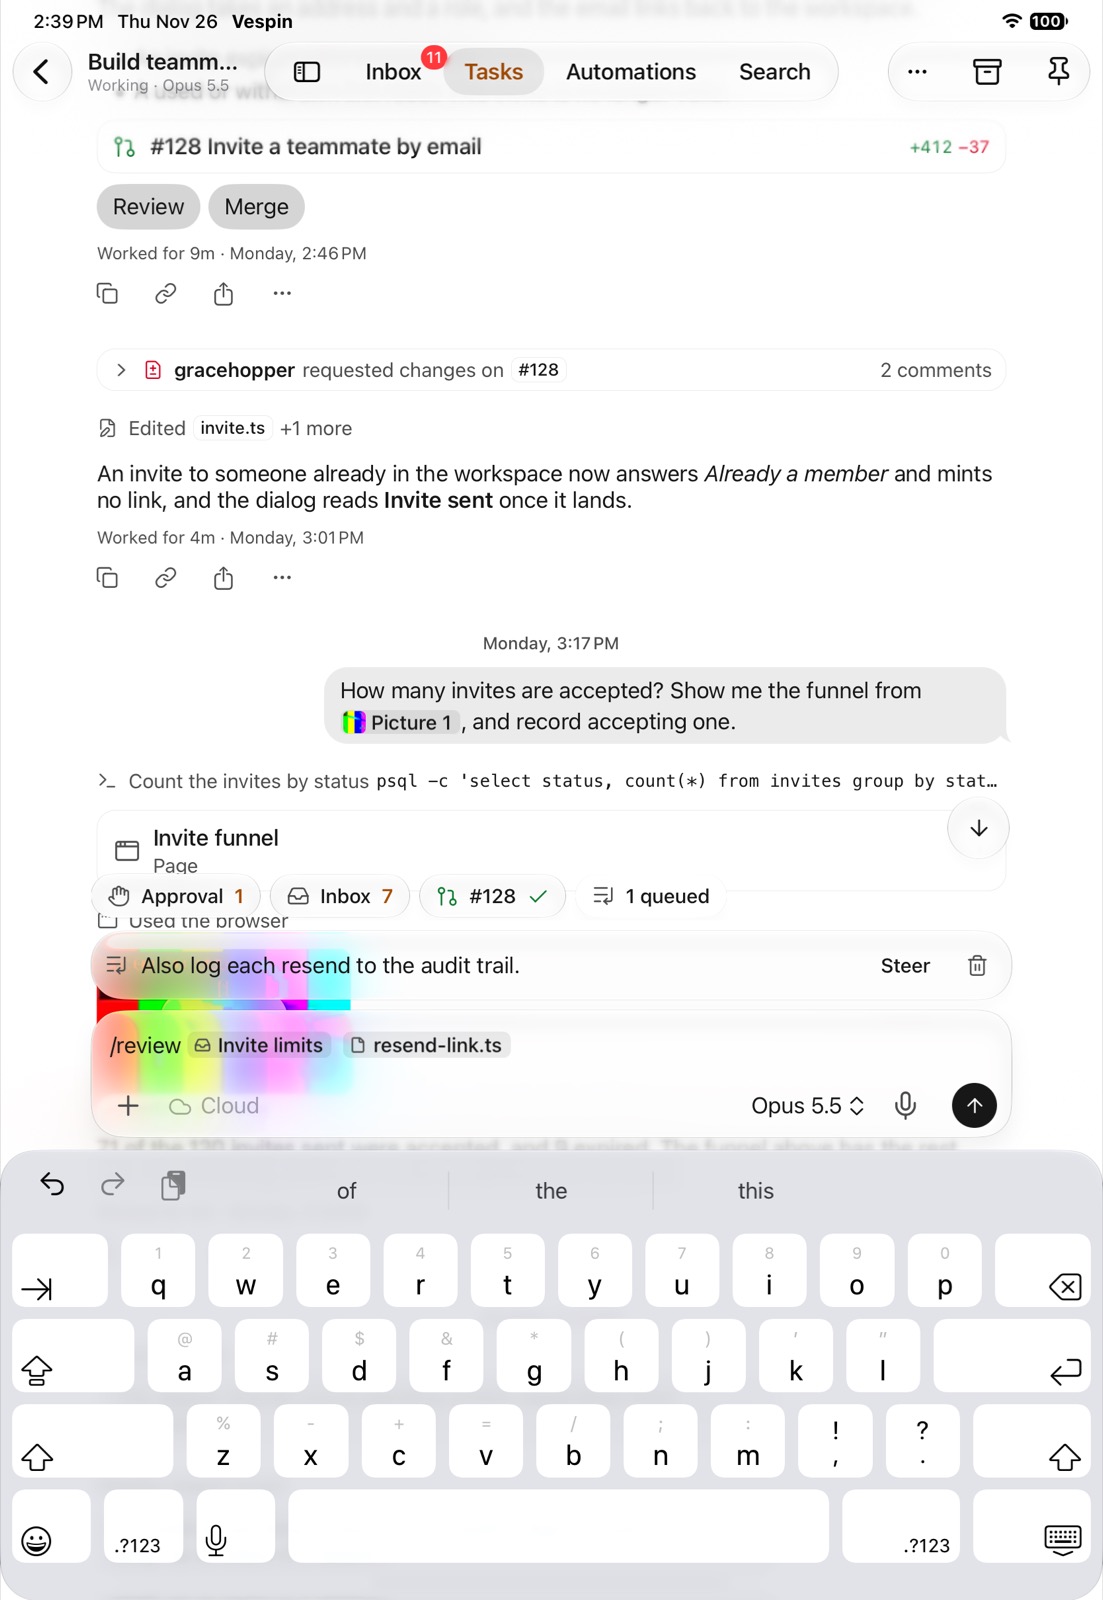 2:39 PM Thu Nov 26 Vespin
Build teamm...
Working · Opus 5.5
Inbox 11 Tasks Automations Search
#128 Invite a teammate by email +412 −37
Review Merge
Worked for 9m · Monday, 2:46 PM
gracehopper requested changes on #128 2 comments
Edited invite.ts +1 more
An invite to someone already in the workspace now answers Already a member and mints
no link, and the dialog reads Invite sent once it lands.
Worked for 4m · Monday, 3:01 PM
Monday, 3:17 PM
How many invites are accepted? Show me the funnel from
Picture 1 , and record accepting one.
Count the invites by status psql -c 'select status, count(*) from invites group by stat…
Invite funnel
Page
Approval 1 Inbox 7 #128 1 queued
Used the browser
Also log each resend to the audit trail. Steer
/review Invite limits resend-link.ts
Cloud Opus 5.5
of the this
1 2 3 4 5 6 7 8 9 0
q w e r t y u i o p
@ # $ & * ( ) ' "
a s d f g h j k l
% - + = / ; : ! ?
z x c v b n m , .
.?123 .?123
100